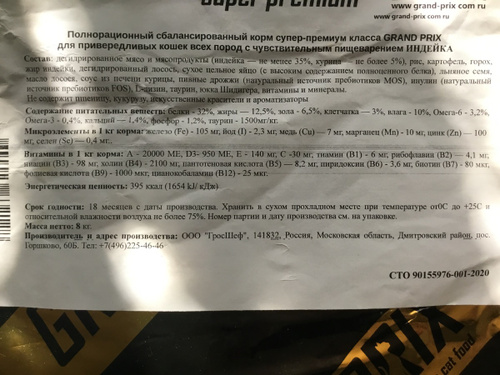 super premium
www.grand-prix.com.ru
www.grand-prix com ru
Полнорационный сбалансированный корм супер-премиум класса GRAND PRIX
для привередливых кошек всех пород с чувствительным пищеварением ИНДЕЙКА
Состав: дегидрированное мясо и мясопродукты (индейка — не менее 35%, курица — не более 5%), рис, картофель, горох,
жир индейки, дегидрированный лосось, сухое цельное яйцо (с высоким содержанием полноценного белка), льняное семя,
масло лосося, соус из печени курицы, пивные дрожжи (натуральный источник пребиотиков MOS), инулин (натуральный
источник пребиотиков FOS), L-лизин, таурин, юкка Шидигера, витамины и минералы.
Не содержит пшеницу, кукурузу, искусственные красители и ароматизаторы
Содержание питательных веществ: белки - 32%, жиры — 12,5%, зола - 6,5%, клетчатка — 3%, влага – 10%, Омега-6 - 3,2%,
Омега-3 - 0,4%, кальций — 1,4%, фосфор - 1,2%, таурин - 1500мг/кг.
Микроэлементы в 1 кг корма: железо (Fe) - 105 мг, йод (I) - 2,3 мг, медь (Cu) – 7 мг, марганец (Mn) - 10 мг, цинк (Zn) — 100
мг, селен (Se) — 0,4 мг.
Витамины в 1 кг корма: А - 20000 МЕ, D3- 950 МЕ, Е - 140 мг, С -30 мг, тиамин (В1) - 6 мг, рибофлавин (В2) — 4,1 мг,
ниацин (В3) - 98 мг, холин (В4) - 2100 мг, пантотеновая кислота (В5) — 8,2 мг, пиридоксин (В6) - 3,6 мг, биотин (В7) - 80 мкг,
фолиевая кислота (В9) - 1000 мкг, цианокобаламин (В12) - 25 мкг.
Энергетическая ценность: 395 ккал (1654 kJ/ кДж)
Срок годности: 18 месяцев с даты производства. Хранить в сухом прохладном месте при температуре от0С до +25С и
относительной влажности воздуха не более 75%. Номер партии и дату производства см. на упаковке.
Масса нетто: 8 кг.
Производитель и адрес производства: ООО "ГросШеф", 141832, Россия, Московская область, Дмитровский район, пос.
Горшково, 60Б. Тел: +7(496)225-46-46
СТО 90155976-001-2020
PRIX
cat food